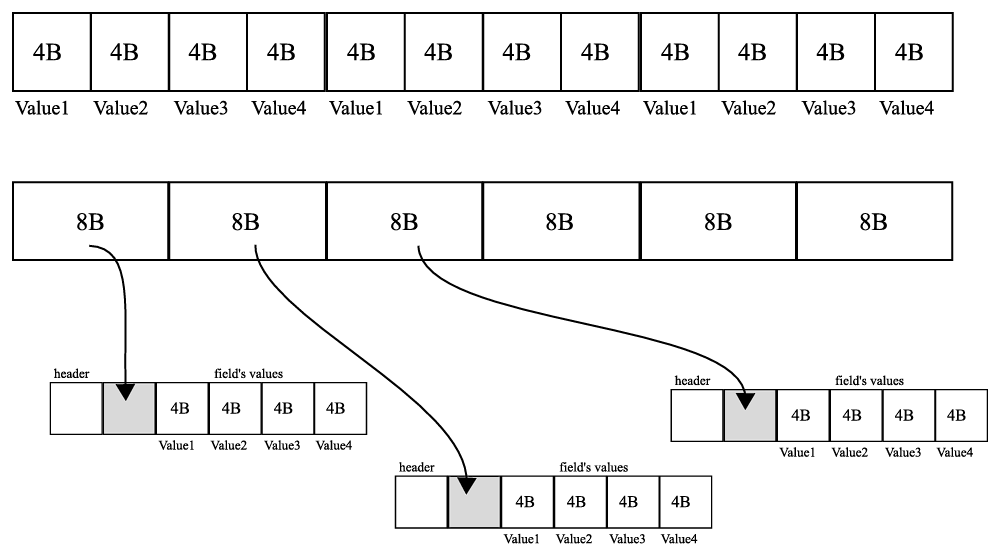 4B 4B 4B 4B 4B 4B 4B 4B 4B 4B 4B 4B
Value1 Value2 Value3 Value4 Value1 Value2 Value3 Value4 Value1 Value2 Value3 Value4
8B 8B 8B 8B 8B 8B
header field's values
4B 4B 4B 4B
Value1 Value2 Value3 Value4
header field's values
4B 4B 4B 4B
Value1 Value2 Value3 Value4
header field's values
4B 4B 4B 4B
Value1 Value2 Value3 Value4